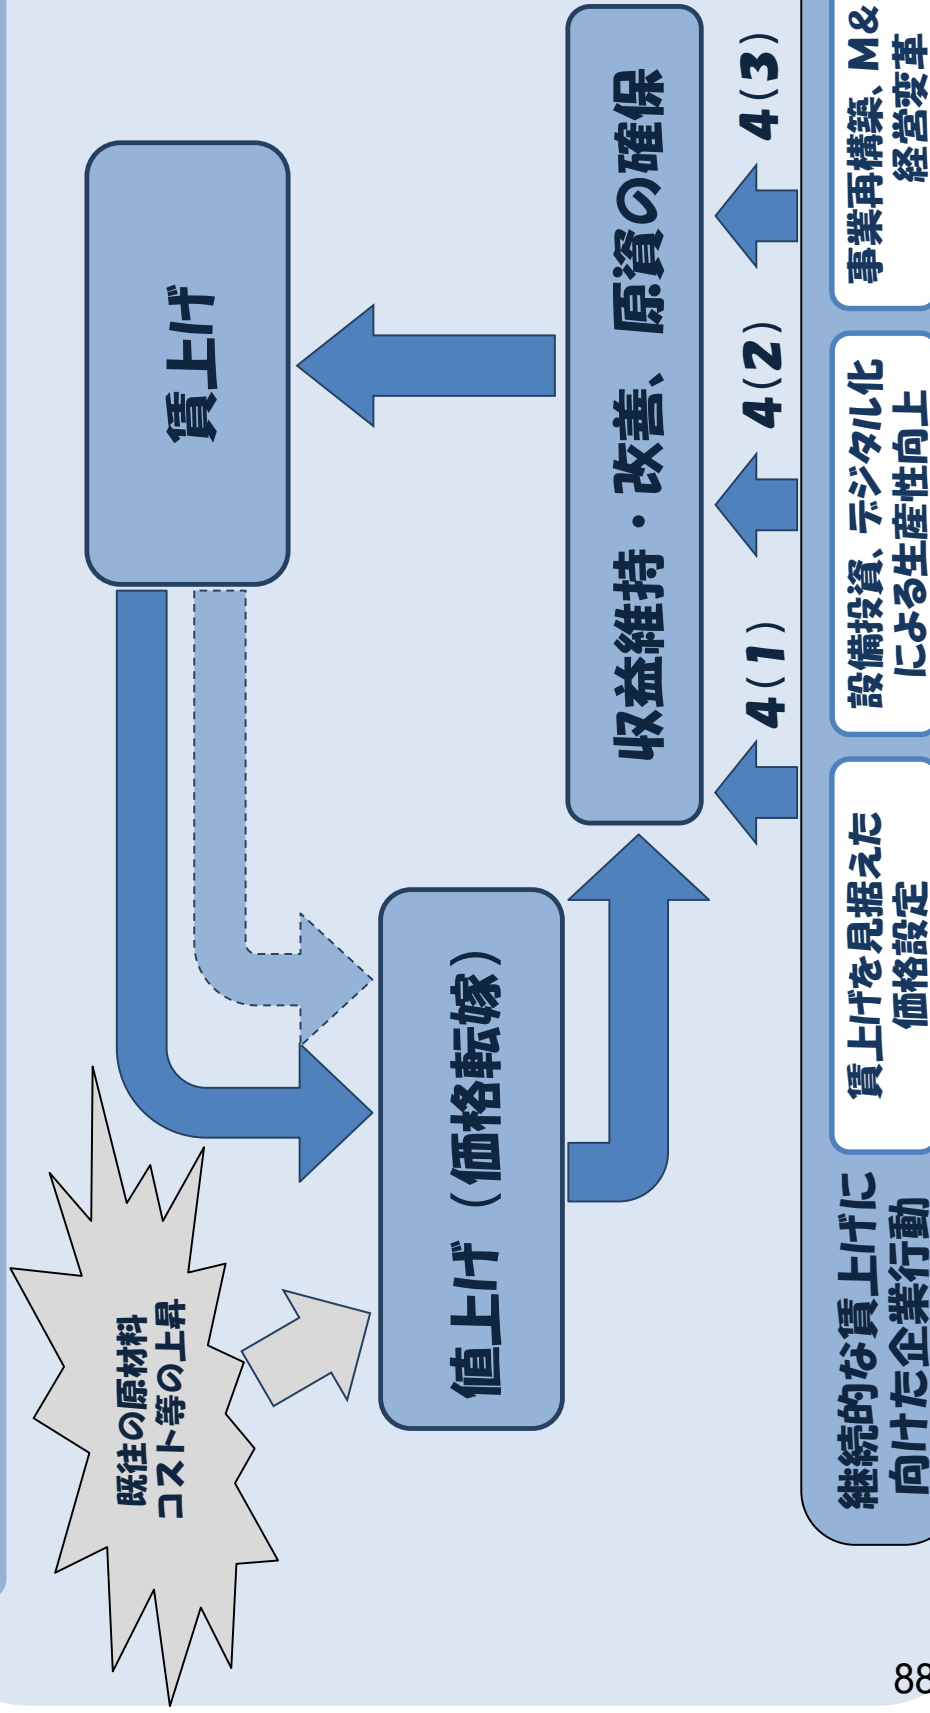 既往の原材料
コスト等の上昇
賃上げ
値上げ（価格転嫁）
収益維持・改善、原資の確保
4(1)
4(2)
4(3)
継続的な賃上げに
向けた企業行動
賃上げを見据えた
価格設定
設備投資、デジタル化
による生産性向上
事業再構築、M&
経営変革
88